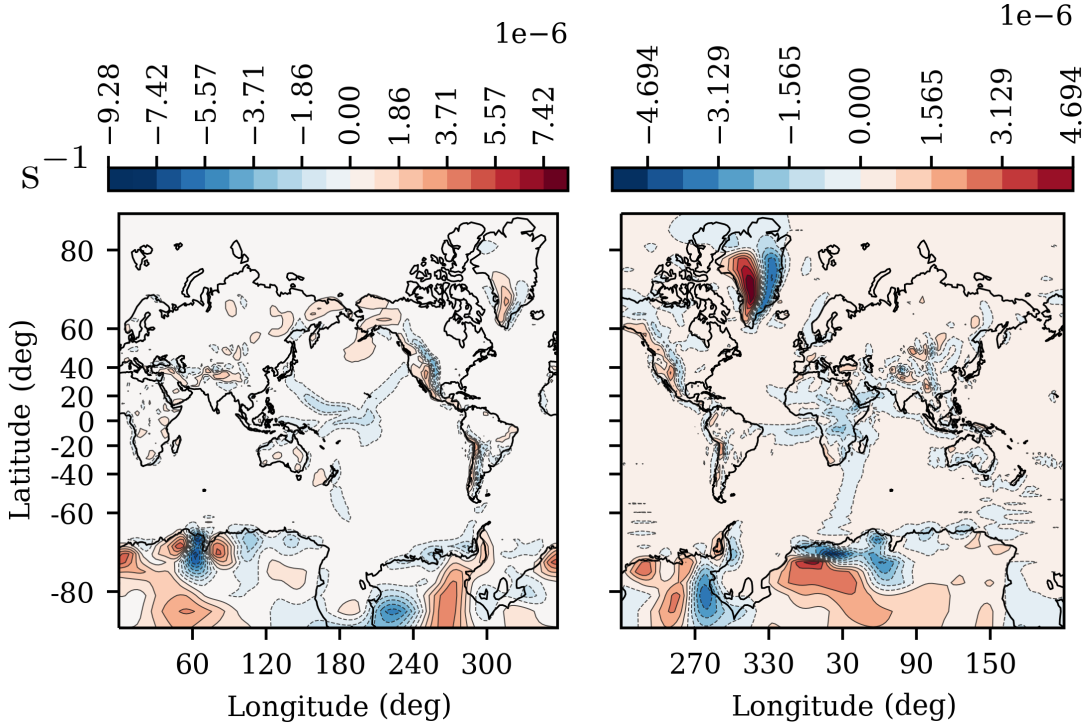 1e−6
−9.28 −7.42 −5.57 −3.71 −1.86 0.00 1.86 3.71 5.57 7.42
s⁻¹
80
60
40
20
0
-20
-40
-60
-80
Latitude (deg)
60 120 180 240 300
Longitude (deg)
1e−6
−4.694 −3.129 −1.565 0.000 1.565 3.129 4.694
270 330 30 90 150
Longitude (deg)